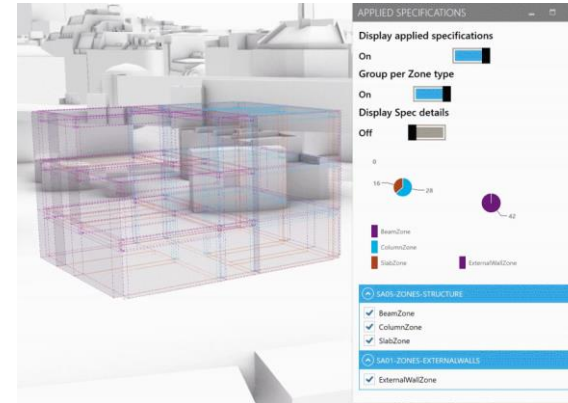 APPLIED SPECIFICATIONS
Display applied specifications
On
Group per Zone type
On
Display Spec details
Off
0
16
28
42
BeamZone
ColumnZone
SlabZone
ExternalWallZone
SA05-ZONES-STRUCTURE
BeamZone
ColumnZone
SlabZone
SA01-ZONES-EXTERNALWALLS
ExternalWallZone